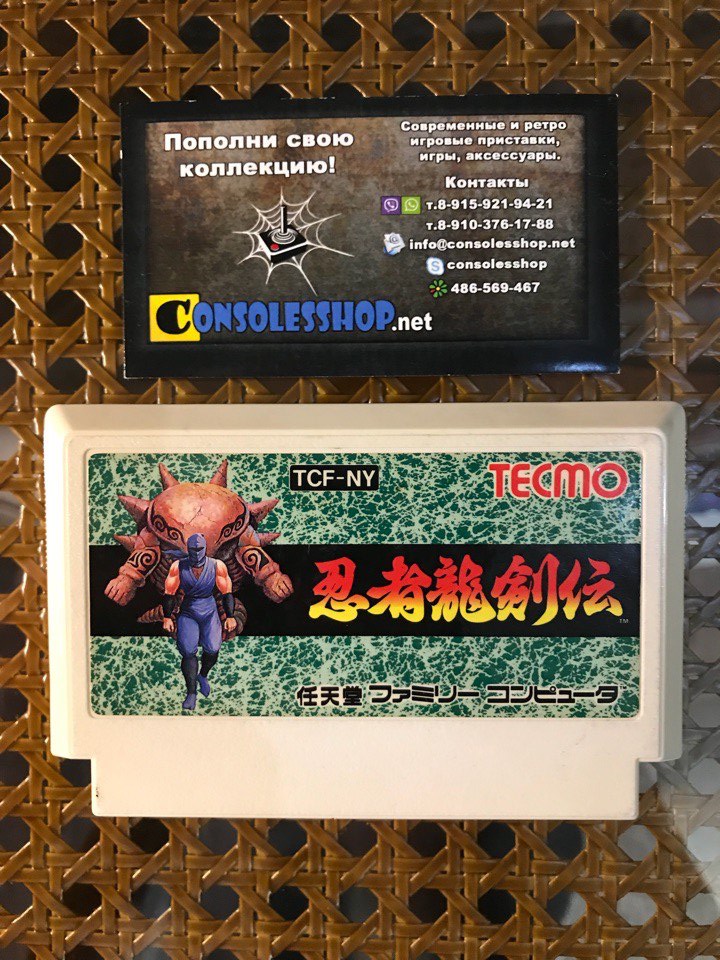 Пополни свою
коллекцию!
Современные и ретро
игровые приставки,
игры, аксессуары.
Контакты
т.8-915-921-94-21
т.8-910-376-17-88
info@consolesshop.net
consolesshop
486-569-467
CONSOLESSHOP.net
TCF-NY
TECMO
忍者龍剣伝
TM
任天堂 ファミリー コンピュータ